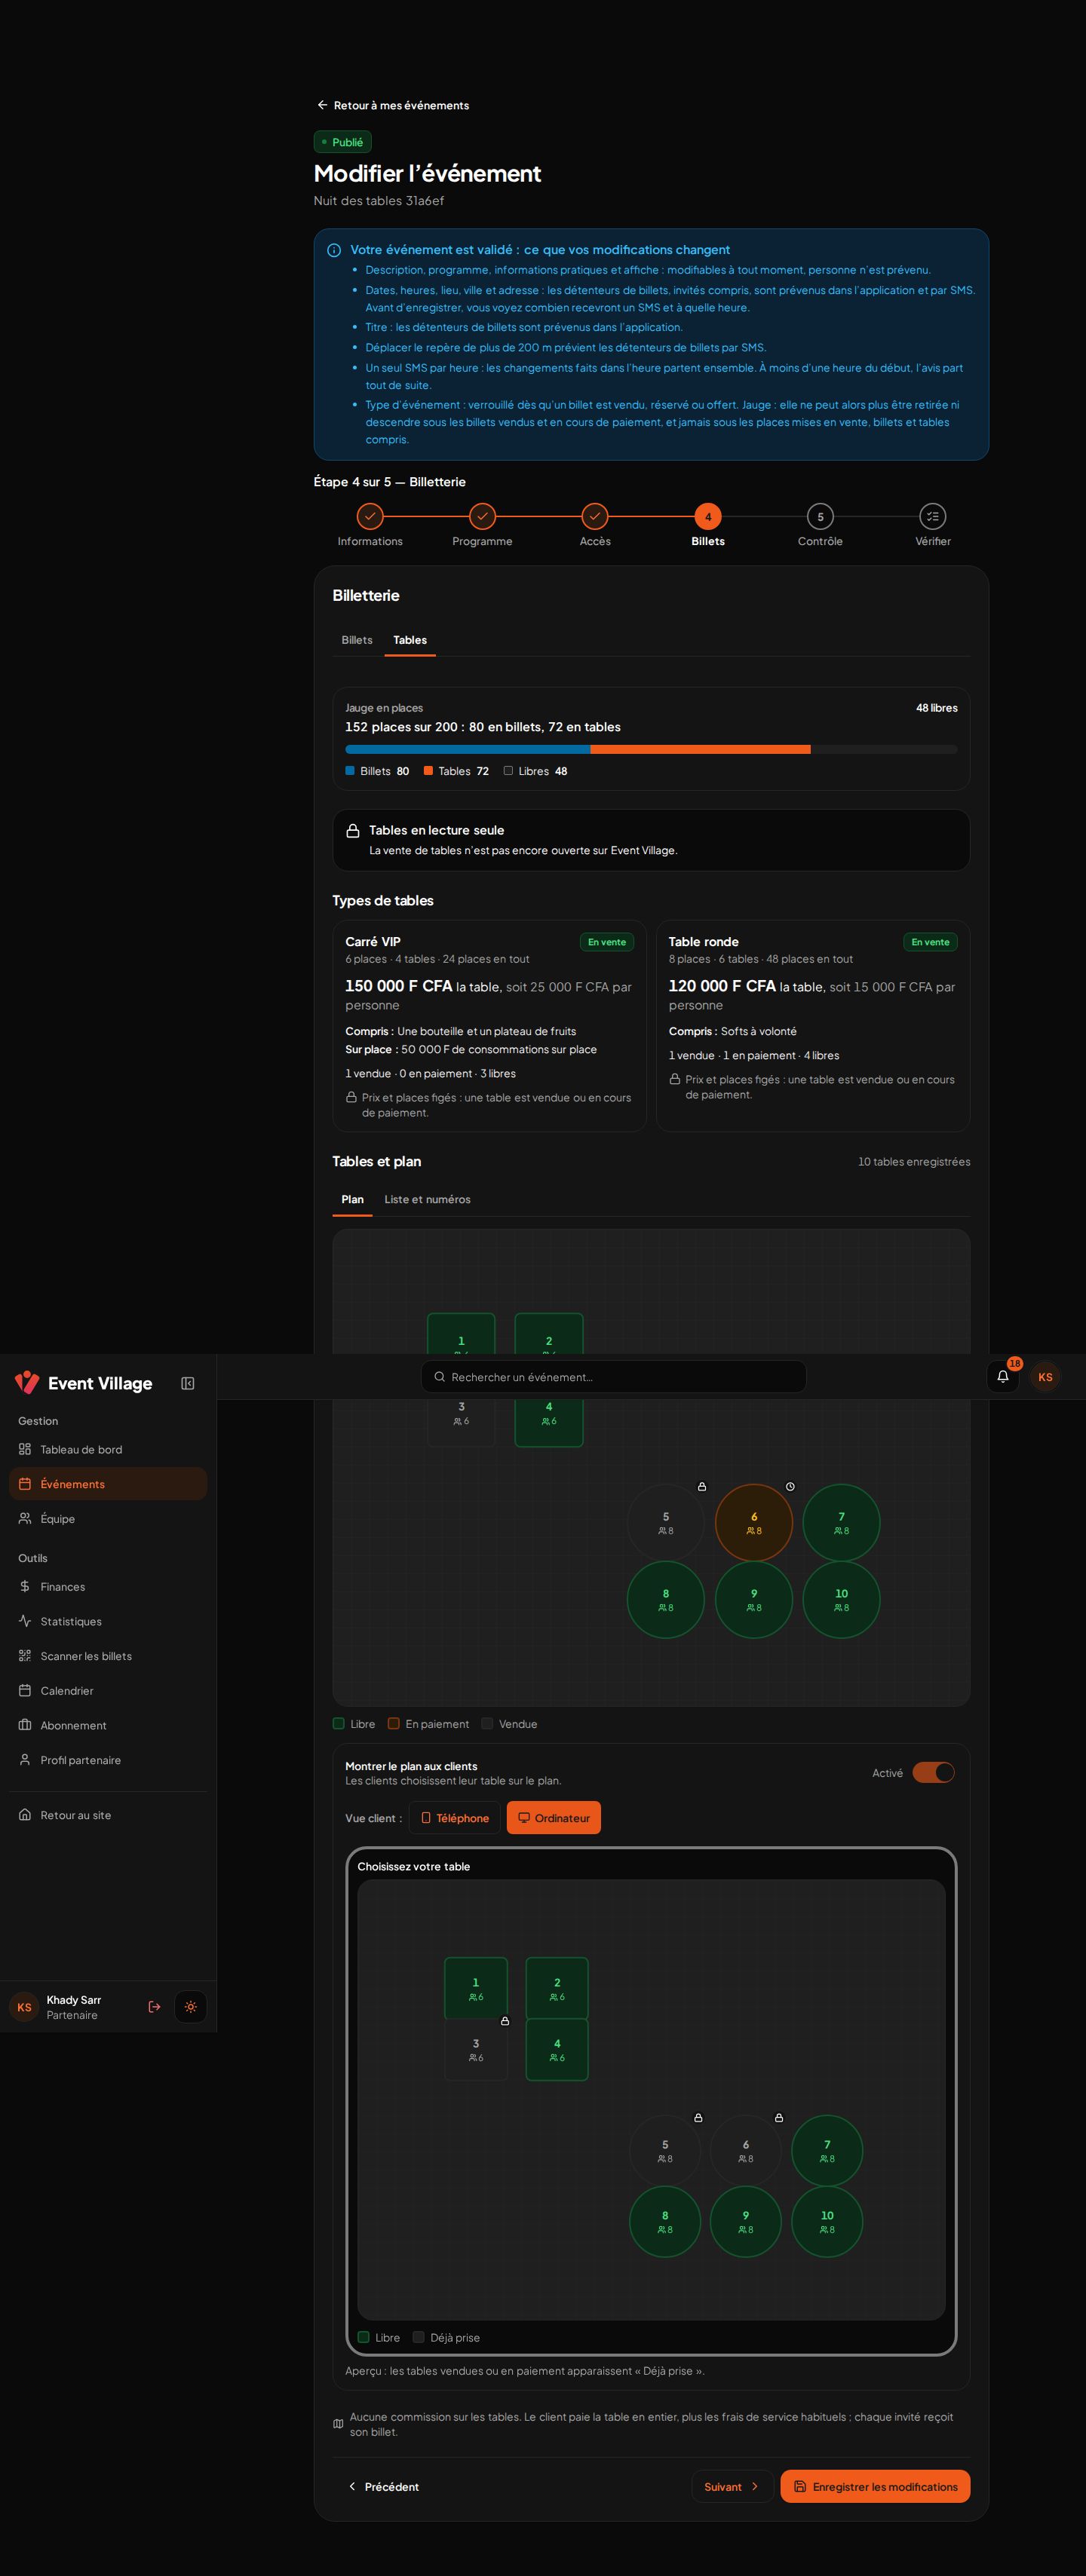 Retour à mes événements
Publié
Modifier l’événement
Nuit des tables 31a6ef
Votre événement est validé : ce que vos modifications changent
• Description, programme, informations pratiques et affiche : modifiables à tout moment, personne n’est prévenu.
• Dates, heures, lieu, ville et adresse : les détenteurs de billets, invités compris, sont prévenus dans l’application et par SMS.
Avant d’enregistrer, vous voyez combien recevront un SMS et à quelle heure.
• Titre : les détenteurs de billets sont prévenus dans l’application.
• Déplacer le repère de plus de 200 m prévient les détenteurs de billets par SMS.
• Un seul SMS par heure : les changements faits dans l’heure partent ensemble. À moins d’une heure du début, l’avis part
tout de suite.
• Type d’événement : verrouillé dès qu’un billet est vendu, réservé ou offert. Jauge : elle ne peut alors plus être retirée ni
descendre sous les billets vendus et en cours de paiement, et jamais sous les places mises en vente, billets et tables
compris.
Étape 4 sur 5 — Billetterie
4
5
Informations
Programme
Accès
Billets
Contrôle
Vérifier
Billetterie
Billets
Tables
Jauge en places
48 libres
152 places sur 200 : 80 en billets, 72 en tables
Billets 80
Tables 72
Libres 48
Tables en lecture seule
La vente de tables n’est pas encore ouverte sur Event Village.
Types de tables
Carré VIP
En vente
6 places · 4 tables · 24 places en tout
150 000 F CFA la table, soit 25 000 F CFA par
personne
Compris : Une bouteille et un plateau de fruits
Sur place : 50 000 F de consommations sur place
1 vendue · 0 en paiement · 3 libres
Prix et places figés : une table est vendue ou en cours
de paiement.
Table ronde
En vente
8 places · 6 tables · 48 places en tout
120 000 F CFA la table, soit 15 000 F CFA par
personne
Compris : Softs à volonté
1 vendue · 1 en paiement · 4 libres
Prix et places figés : une table est vendue ou en cours
de paiement.
Tables et plan
10 tables enregistrées
Plan
Liste et numéros
1
2
Event Village
Rechercher un événement...
18
KS
Gestion
Tableau de bord
Événements
Équipe
Outils
Finances
Statistiques
Scanner les billets
Calendrier
Abonnement
Profil partenaire
Retour au site
KS
Khady Sarr
Partenaire
3
4
6
6
5
6
7
8
8
8
8
9
10
8
8
8
Libre
En paiement
Vendue
Montrer le plan aux clients
Les clients choisissent leur table sur le plan.
Activé
Vue client :
Téléphone
Ordinateur
Choisissez votre table
1
2
6
6
3
4
6
6
5
6
7
8
8
8
8
9
10
8
8
8
Libre
Déjà prise
Aperçu : les tables vendues ou en paiement apparaissent « Déjà prise ».
Aucune commission sur les tables. Le client paie la table en entier, plus les frais de service habituels ; chaque invité reçoit
son billet.
Précédent
Suivant
Enregistrer les modifications